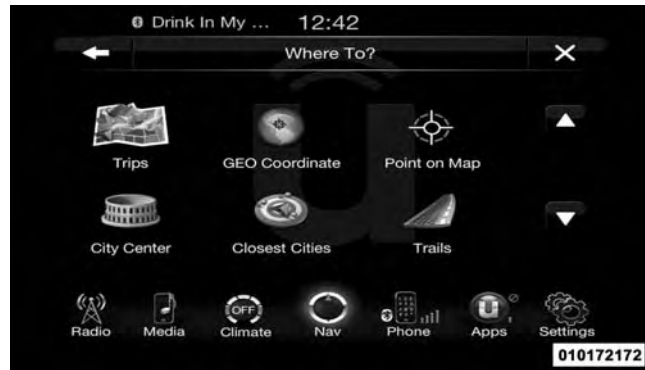 Drink In My ... 12:42
Where To?
Trips GEO Coordinate Point on Map
City Center Closest Cities Trails
OFF
Radio Media Climate Nav Phone Apps Settings
010172172